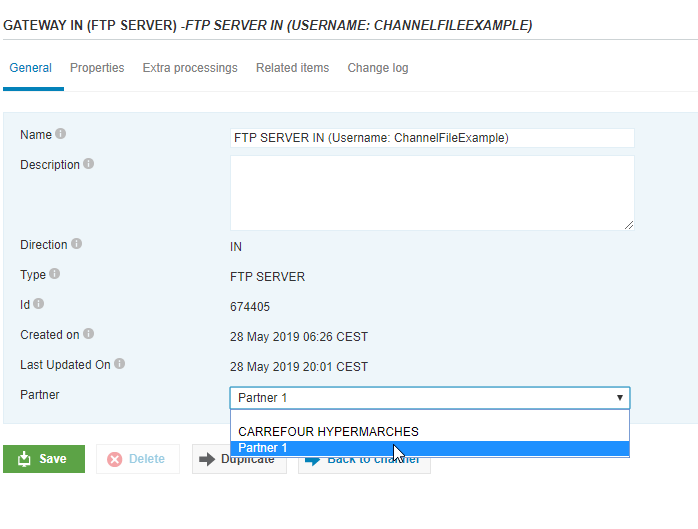 GATEWAY IN (FTP SERVER) -FTP SERVER IN (USERNAME: CHANNELFILEEXAMPLE)
General Properties Extra processings Related items Change log
Name FTP SERVER IN (Username: ChannelFileExample)
Description
Direction IN
Type FTP SERVER
Id 674405
Created on 28 May 2019 06:26 CEST
Last Updated On 28 May 2019 20:01 CEST
Partner Partner 1
CARREFOUR HYPERMARCHES
Partner 1
Save Delete Duplicate Back to channel